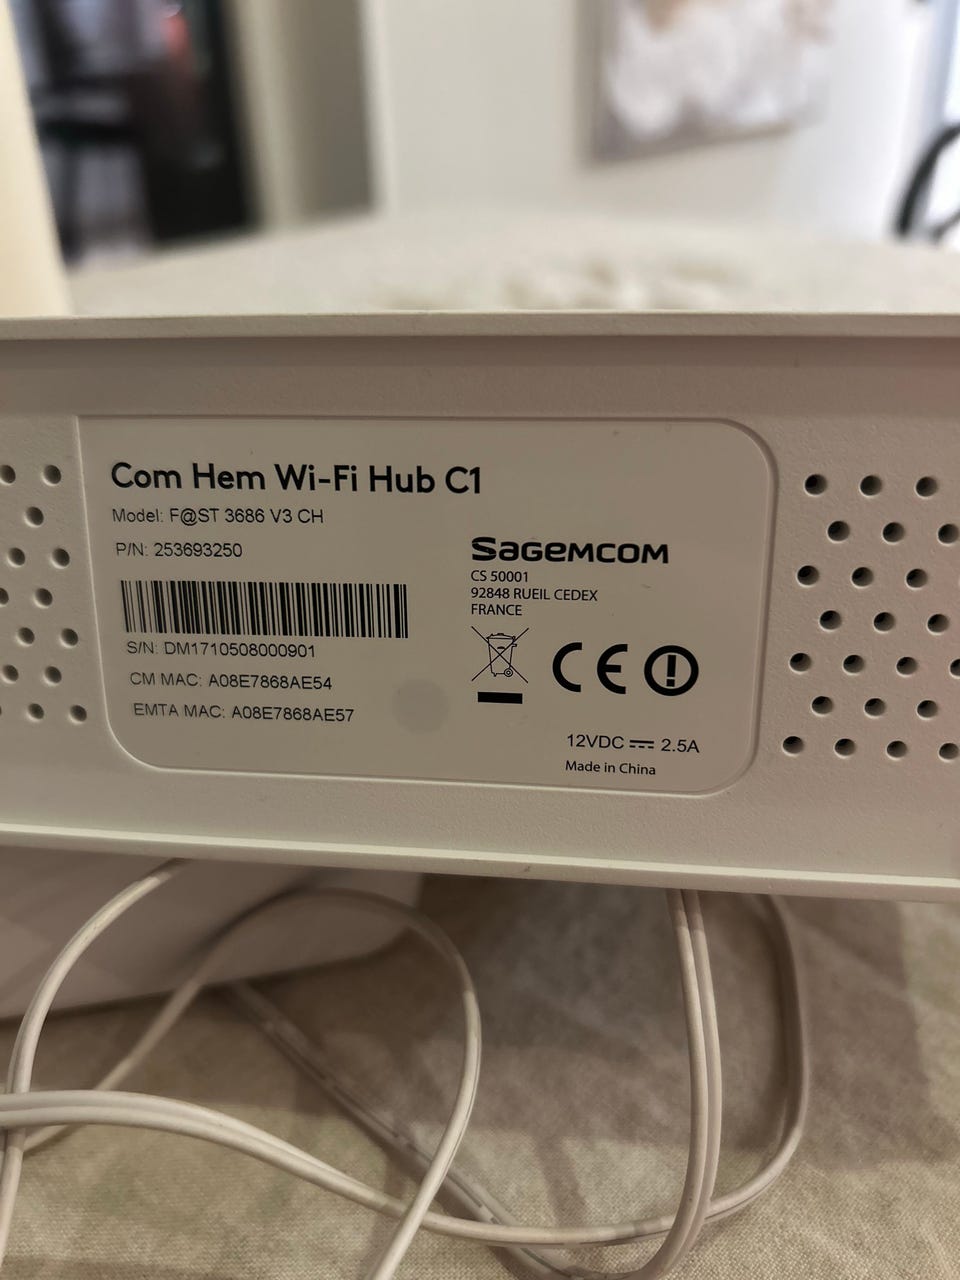 Com Hem Wi-Fi Hub C1
Model: F@ST 3686 V3 CH
P/N: 253693250
S/N: DM1710508000901
CM MAC: A08E7868AE54
EMTA MAC: A08E7868AE57
SAGEMCOM
CS 50001
92848 RUEIL CEDEX
FRANCE
CE
12VDC ⎓ 2.5A
Made in China